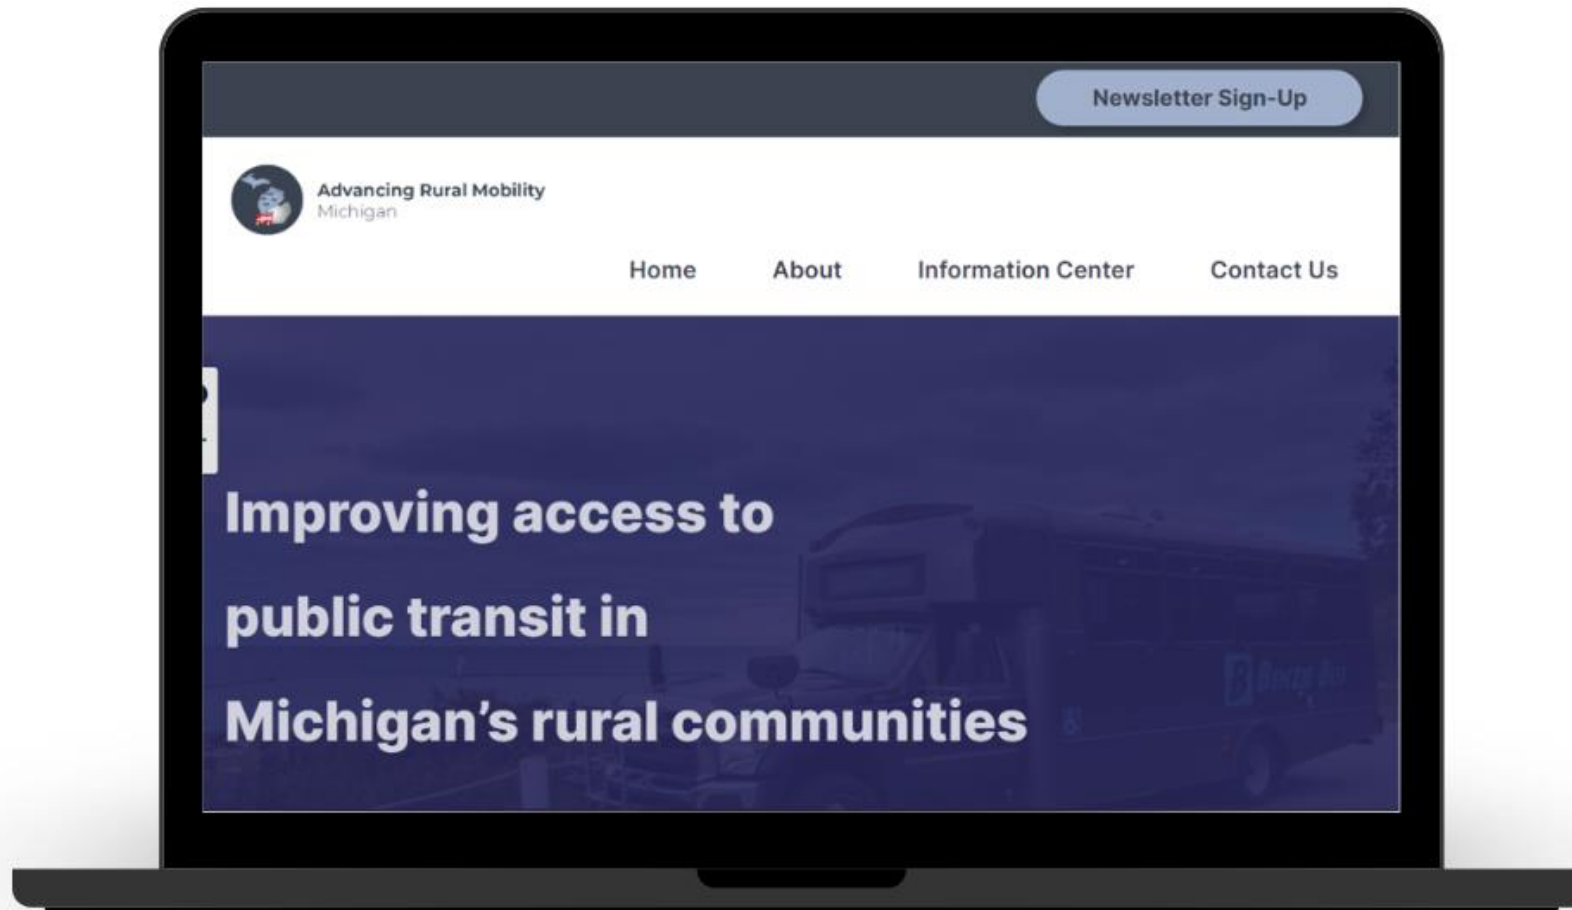 Newsletter Sign-Up
Advancing Rural Mobility
Michigan
Home About Information Center Contact Us
Improving access to
public transit in
Michigan’s rural communities